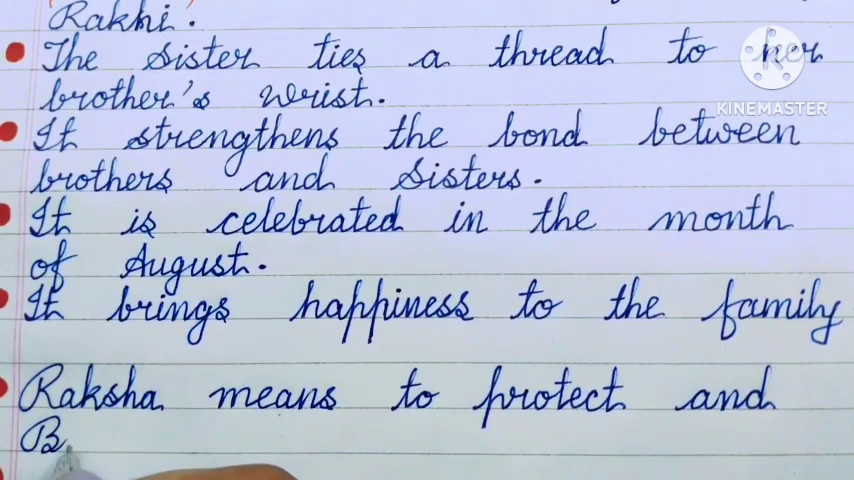 Rakhi.
The Sister ties a thread to her
brother's wrist.
It strengthens the bond between
brothers and Sisters.
It is celebrated in the month
of August.
It brings happiness to the family
Raksha means to protect and
B
KINEMASTER